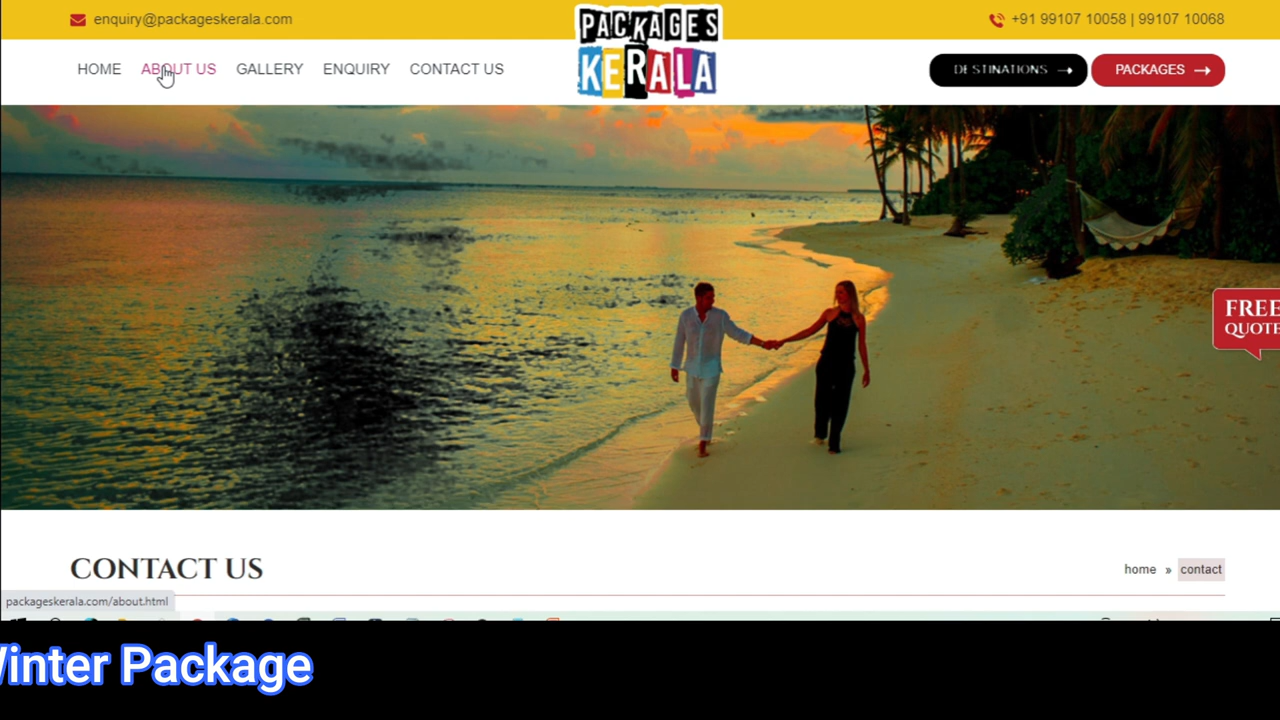 enquiry@packageskerala.com
+91 99107 10058 | 99107 10068
PACKAGES
KERALA
HOME ABOUT US GALLERY ENQUIRY CONTACT US
DESTINATIONS → PACKAGES →
FREE
QUOTE
CONTACT US
home » contact
packageskerala.com/about.html
Winter Package